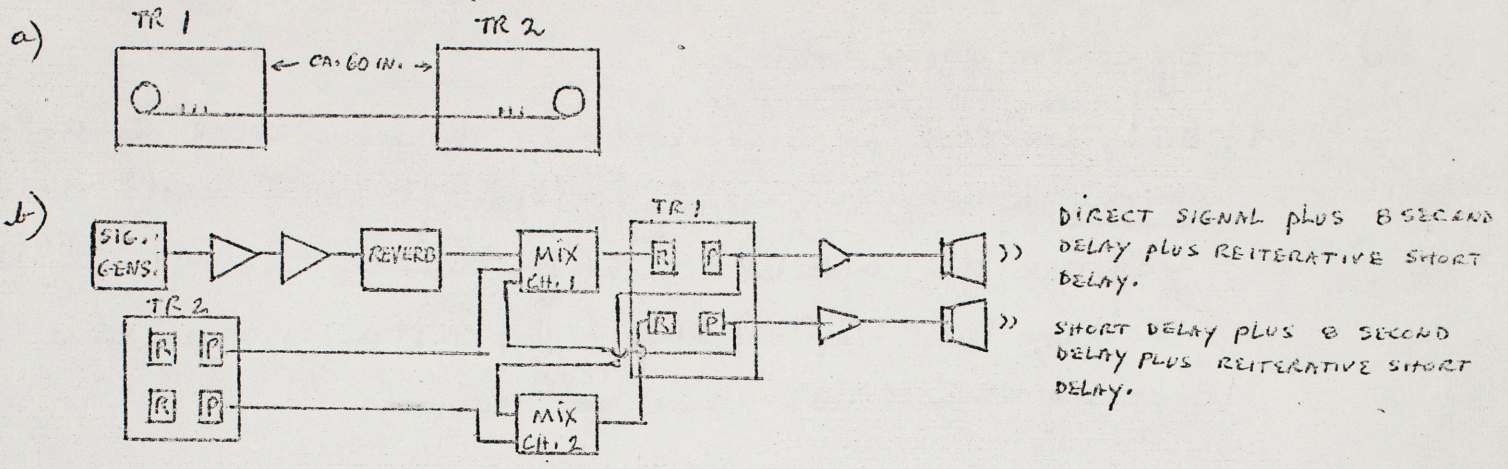 a)
TR 1
TR 2
← CA. 60 IN. →
b)
TR 1
SIG.
GENS.
REVERB
MIX
CH. 1
R
P
R
P
TR 2
R
P
R
P
MIX
CH. 2
DIRECT SIGNAL PLUS 8 SECOND
DELAY PLUS REITERATIVE SHORT
DELAY.
SHORT DELAY PLUS 8 SECOND
DELAY PLUS REITERATIVE SHORT
DELAY.